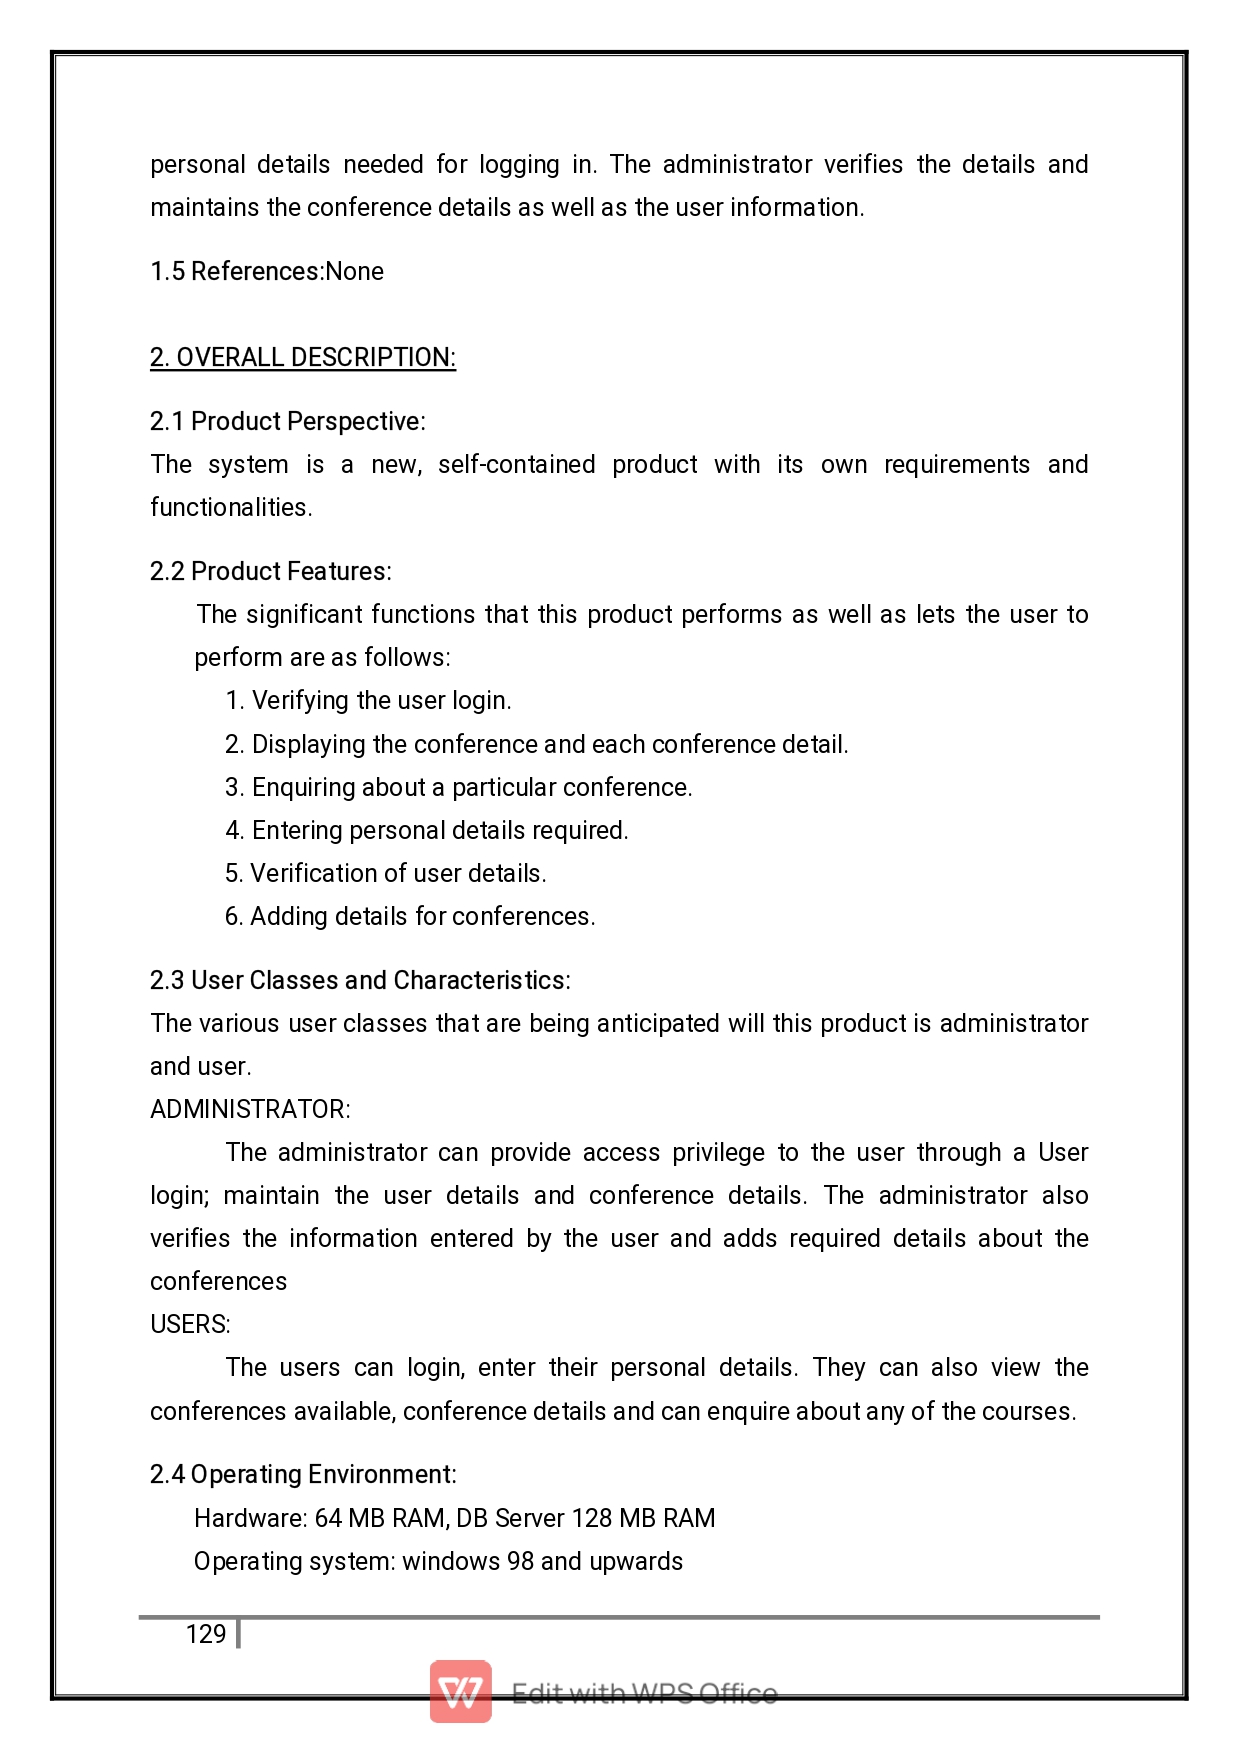 personal details needed for logging in. The administrator verifies the details and
maintains the conference details as well as the user information.
1.5 References:None
2. OVERALL DESCRIPTION:
2.1 Product Perspective:
The system is a new, self-contained product with its own requirements and
functionalities.
2.2 Product Features:
The significant functions that this product performs as well as lets the user to
perform are as follows:
1. Verifying the user login.
2. Displaying the conference and each conference detail.
3. Enquiring about a particular conference.
4. Entering personal details required.
5. Verification of user details.
6. Adding details for conferences.
2.3 User Classes and Characteristics:
The various user classes that are being anticipated will this product is administrator
and user.
ADMINISTRATOR:
The administrator can provide access privilege to the user through a User
login; maintain the user details and conference details. The administrator also
verifies the information entered by the user and adds required details about the
conferences
USERS:
The users can login, enter their personal details. They can also view the
conferences available, conference details and can enquire about any of the courses.
2.4 Operating Environment:
Hardware: 64 MB RAM, DB Server 128 MB RAM
Operating system: windows 98 and upwards
129
Edit with WPS Office